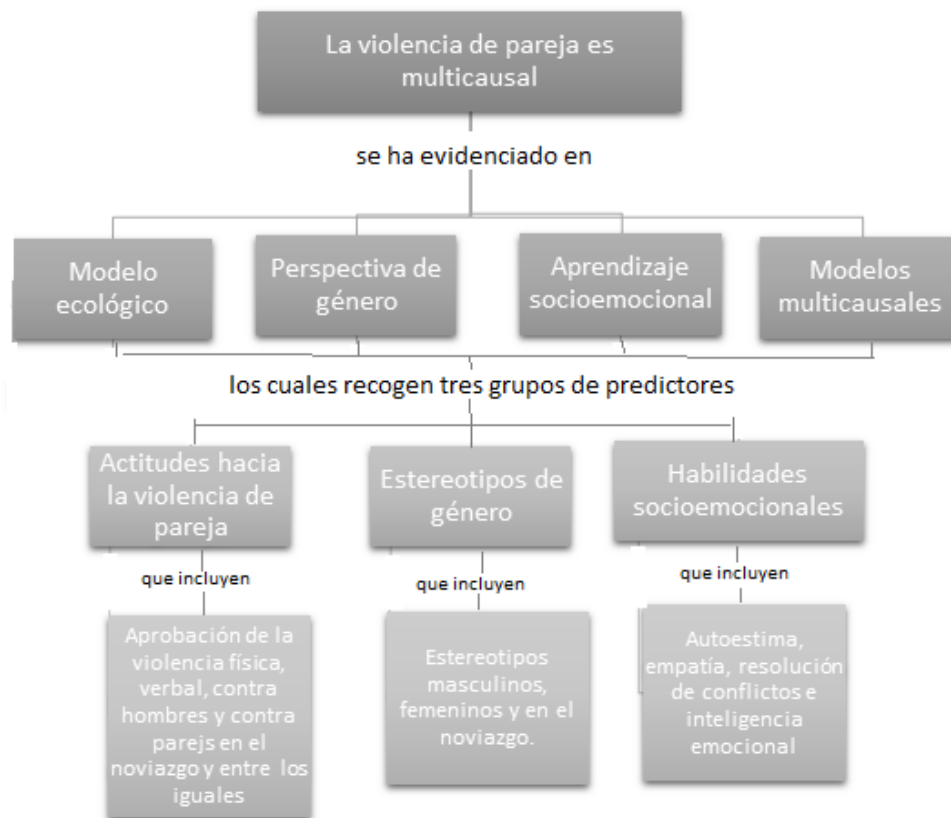 La violencia de pareja es
multicausal
se ha evidenciado en
Modelo
ecológico
Perspectiva de
género
Aprendizaje
socioemocional
Modelos
multicausales
los cuales recogen tres grupos de predictores
Actitudes hacia
la violencia de
pareja
Estereotipos de
género
Habilidades
socioemocionales
que incluyen
que incluyen
que incluyen
Aprobación de la
violencia física,
verbal, contra
hombres y contra
parejs en el
noviazgo y entre los
iguales
Estereotipos
masculinos,
femeninos y en el
noviazgo.
Autoestima,
empatía, resolución
de conflictos e
inteligencia
emocional